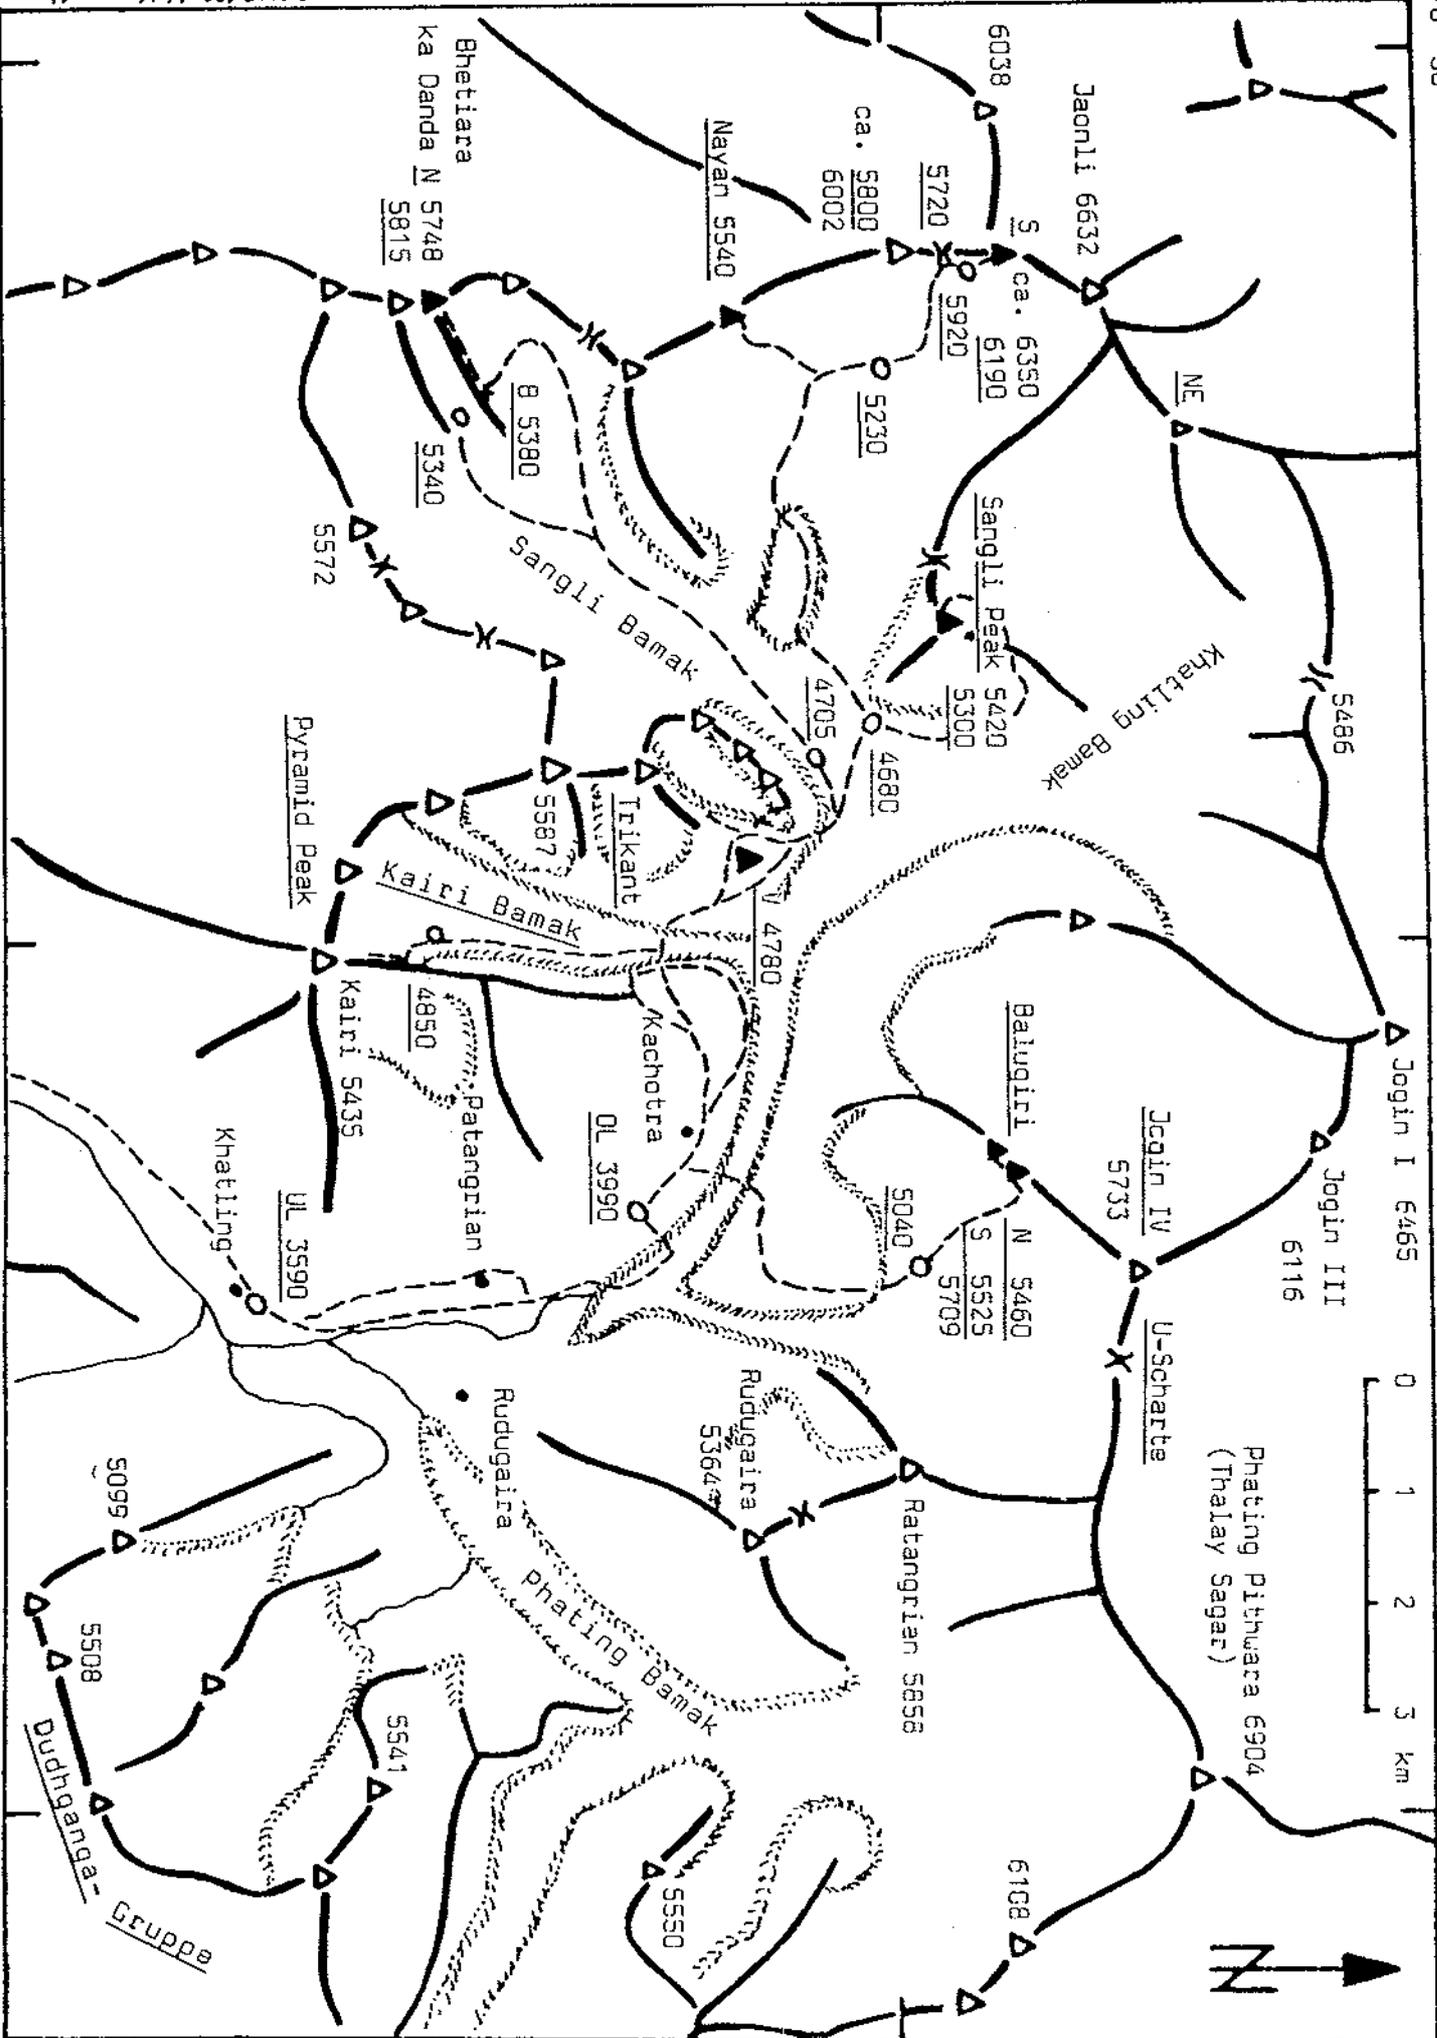 6038
Jaonli 6632
ca. 5800
6002
5720
S ca. 6350
6190
5920
Nayan 5540
Bhetiara
ka Danda N 5748
5815
NE
5230
B 5380
5340
5572
Sangli Bamak
Sangli Peak 5420
5300
Khatling Bamak
5486
4705
4680
Trikant
5587
Pyramid Peak
Kairi Bamak
V 4780
4850
Kairi 5435
Kachotra
Patangrian
OL 3990
UL 3590
Khatling
Balugiri
N 5460
S 5525
5709
5040
Jogin I 6465
Jogin III
6116
Jogin IV
5733
U-Scharte
0 1 2 3 km
Phating Pithwara 6904
(Thalay Sagar)
Rudugaira
5364
Ratangrian 5858
Rudugaira
Phating Bamak
5099
5508
5541
5550
6188
Dudhganga-Gruppe
N